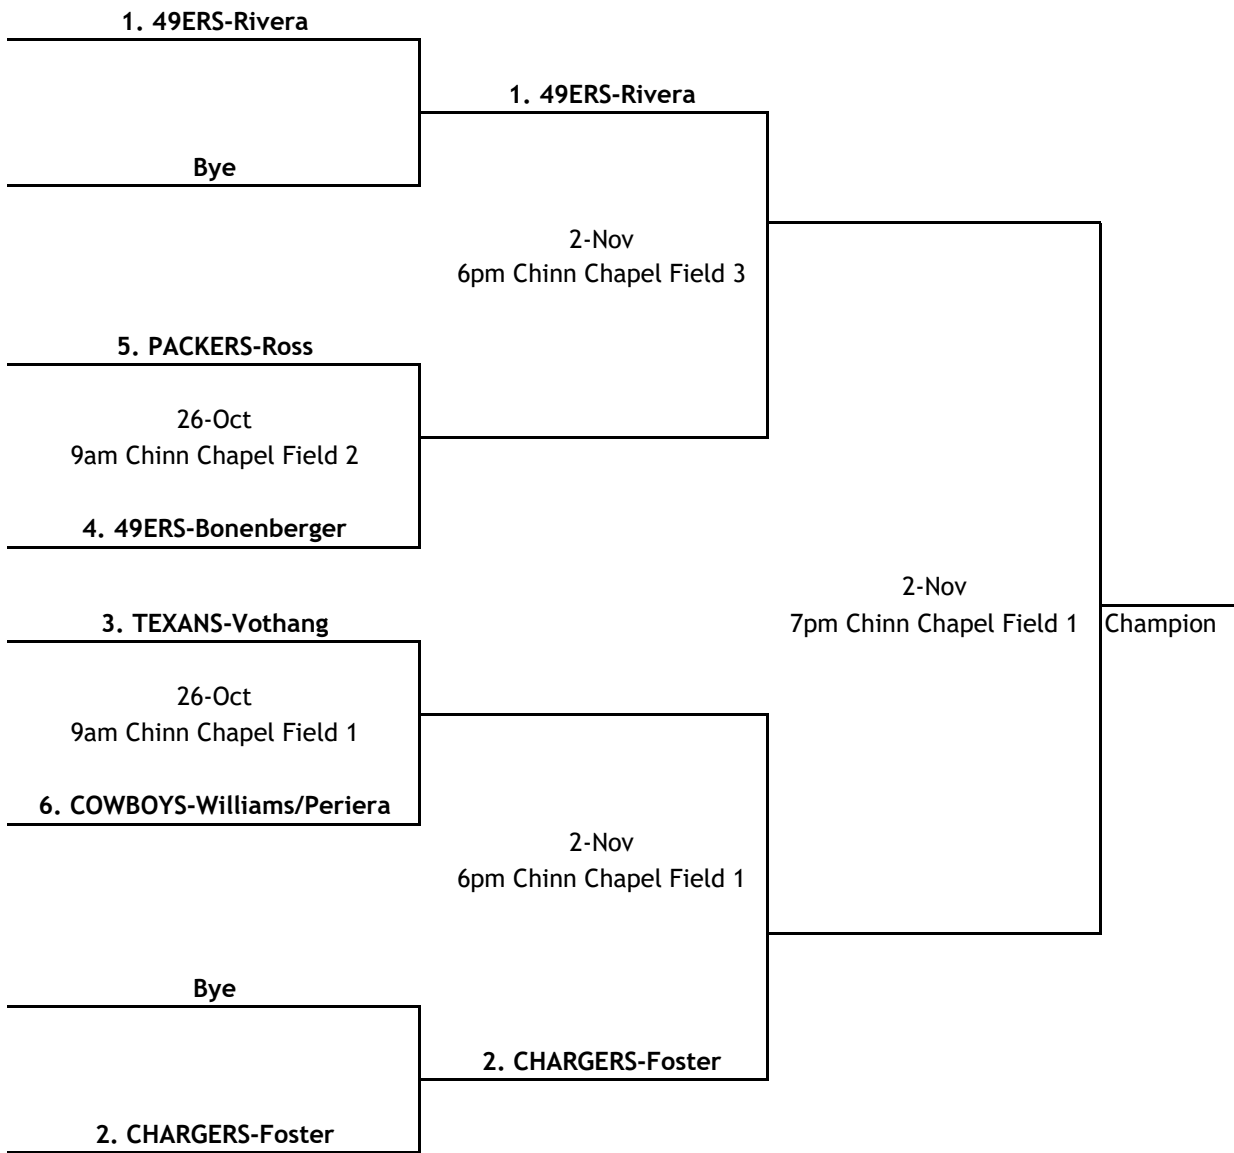 1. 49ERS-Rivera
1. 49ERS-Rivera
Bye
2-Nov
6pm Chinn Chapel Field 3
5. PACKERS-Ross
26-Oct
9am Chinn Chapel Field 2
4. 49ERS-Bonenberger
2-Nov
7pm Chinn Chapel Field 1
Champion
3. TEXANS-Vothang
26-Oct
9am Chinn Chapel Field 1
6. COWBOYS-Williams/Periera
2-Nov
6pm Chinn Chapel Field 1
Bye
2. CHARGERS-Foster
2. CHARGERS-Foster